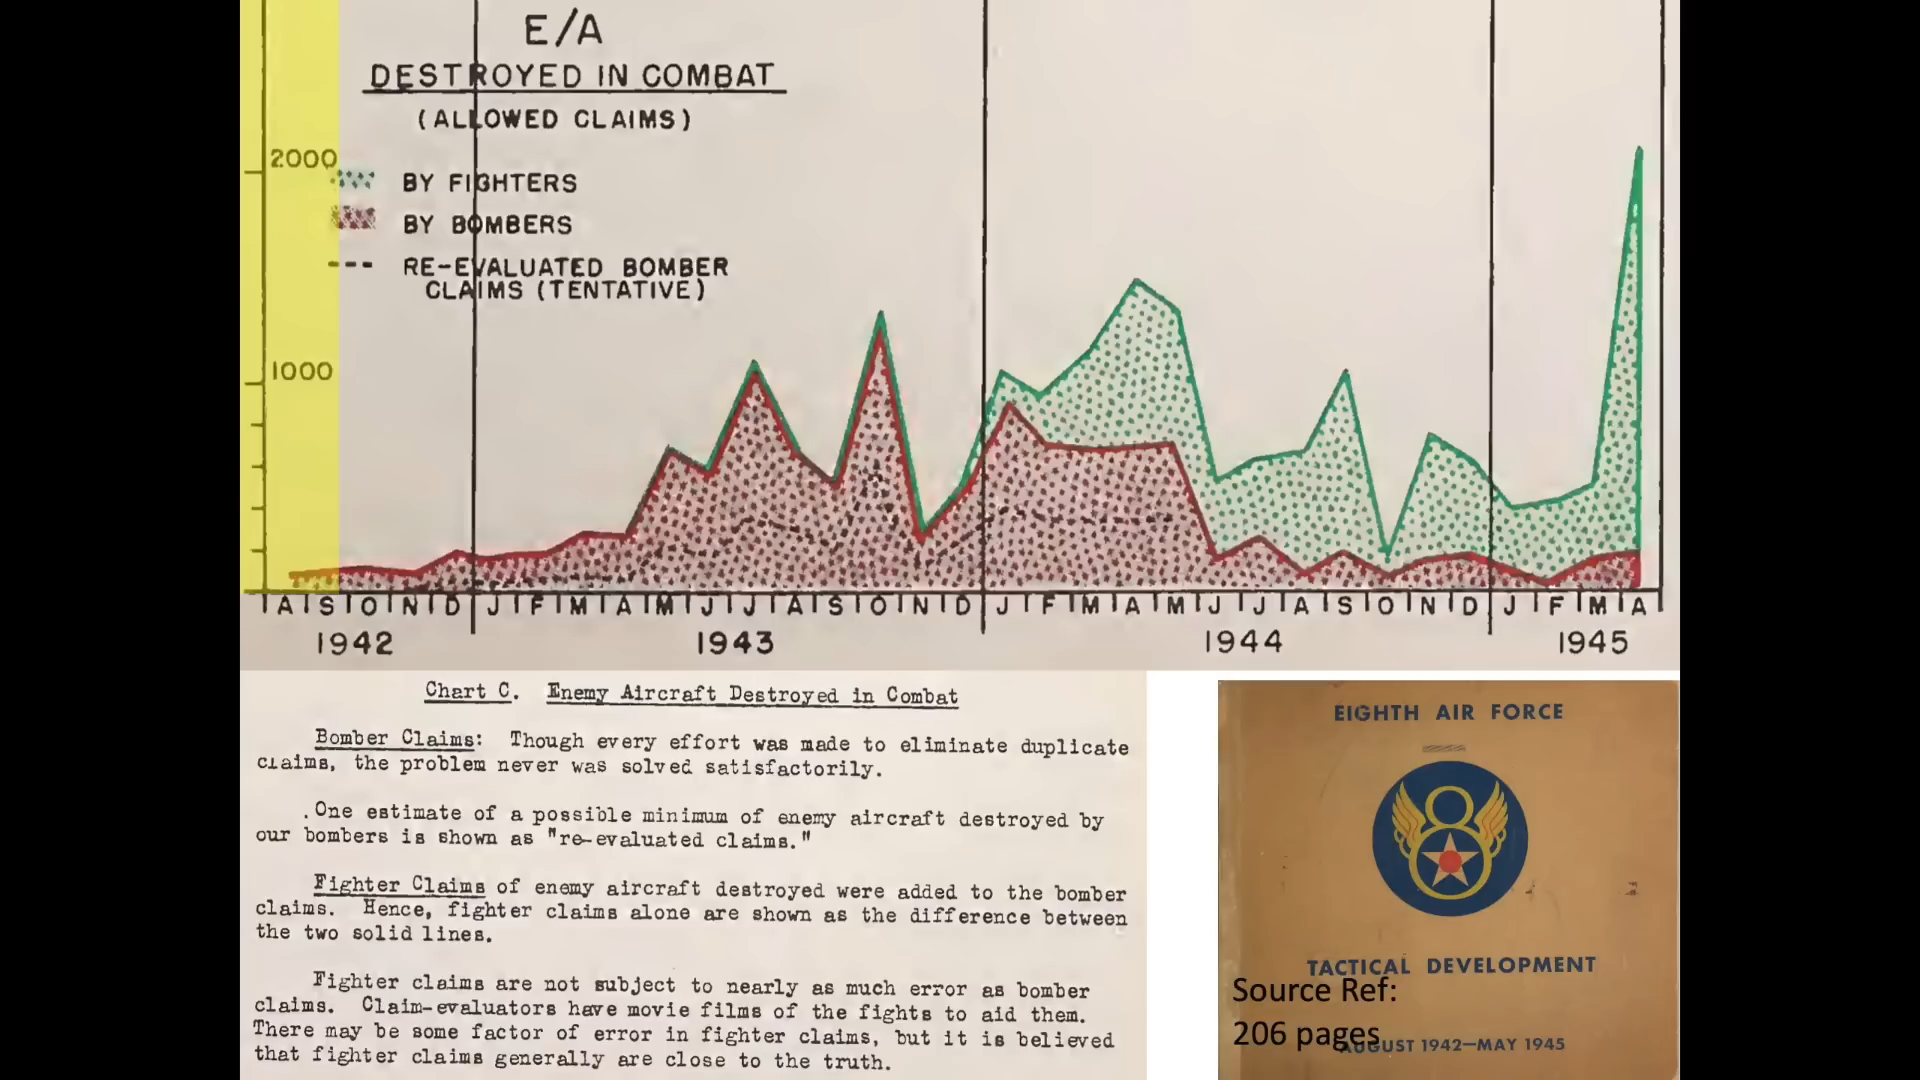 E/A
DESTROYED IN COMBAT
(ALLOWED CLAIMS)
2000
BY FIGHTERS
BY BOMBERS
RE-EVALUATED BOMBER
CLAIMS (TENTATIVE)
1000
A S O N D J F M A M J J A S O N D J F M A M J J A S O N D J F M A
1942 1943 1944 1945
Chart C. Enemy Aircraft Destroyed in Combat
Bomber Claims: Though every effort was made to eliminate duplicate
claims, the problem never was solved satisfactorily.
One estimate of a possible minimum of enemy aircraft destroyed by
our bombers is shown as "re-evaluated claims."
Fighter Claims of enemy aircraft destroyed were added to the bomber
claims. Hence, fighter claims alone are shown as the difference between
the two solid lines.
Fighter claims are not subject to nearly as much error as bomber
claims. Claim-evaluators have movie films of the fights to aid them.
There may be some factor of error in fighter claims, but it is believed
that fighter claims generally are close to the truth.
EIGHTH AIR FORCE
TACTICAL DEVELOPMENT
Source Ref:
206 pages
AUGUST 1942—MAY 1945